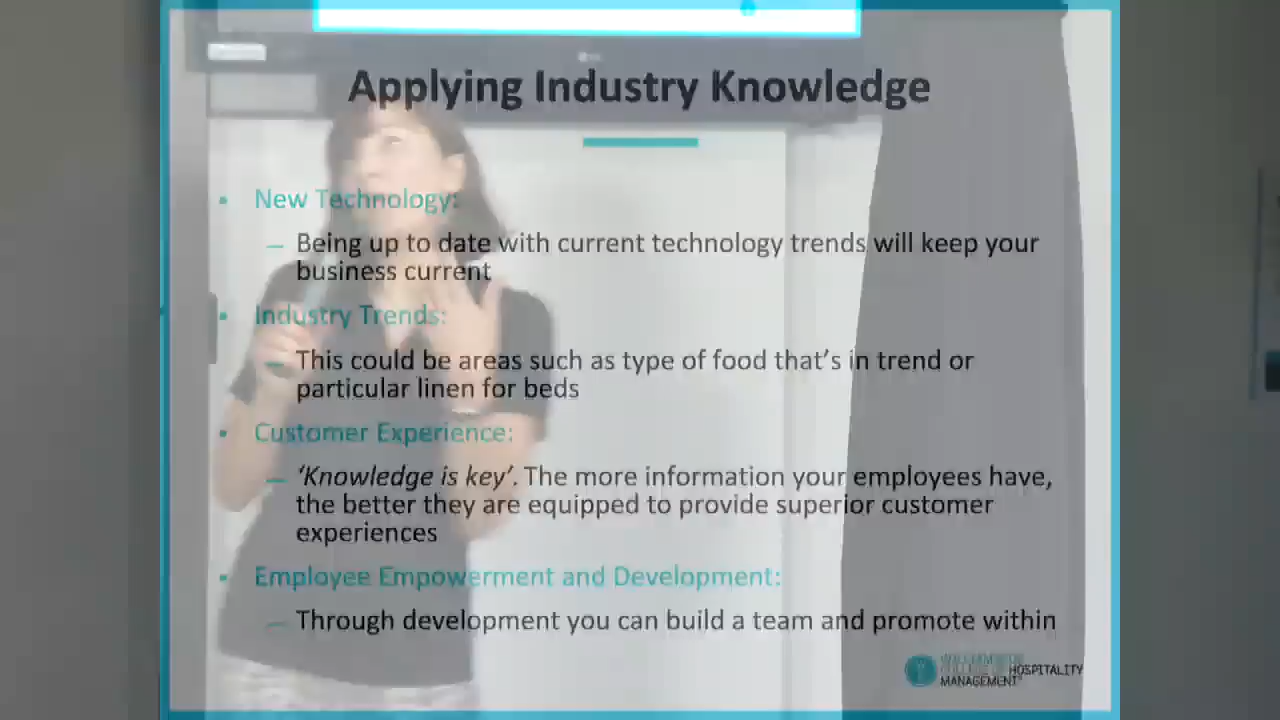 Applying Industry Knowledge
New Technology:
Being up to date with current technology trends will keep your
business current
Industry Trends:
This could be areas such as type of food that's in trend or
particular linen for beds
Customer Experience:
‘Knowledge is key’. The more information your employees have,
the better they are equipped to provide superior customer
experiences
Employee Empowerment and Development:
Through development you can build a team and promote within
HOSPITALITY
MANAGEMENT